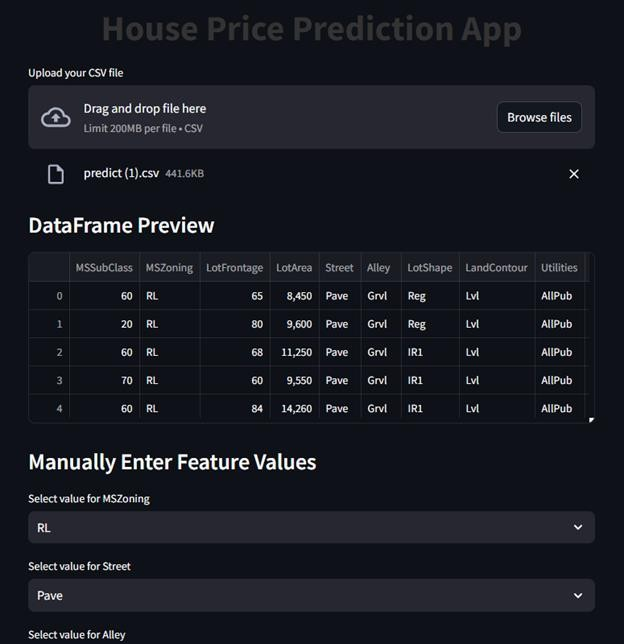 House Price Prediction App
Upload your CSV file
Drag and drop file here
Limit 200MB per file • CSV
Browse files
predict (1).csv 441.6KB
DataFrame Preview
MSSubClass MSZoning LotFrontage LotArea Street Alley LotShape LandContour Utilities
0 60 RL 65 8,450 Pave Grvl Reg Lvl AllPub
1 20 RL 80 9,600 Pave Grvl Reg Lvl AllPub
2 60 RL 68 11,250 Pave Grvl IR1 Lvl AllPub
3 70 RL 60 9,550 Pave Grvl IR1 Lvl AllPub
4 60 RL 84 14,260 Pave Grvl IR1 Lvl AllPub
Manually Enter Feature Values
Select value for MSZoning
RL
Select value for Street
Pave
Select value for Alley